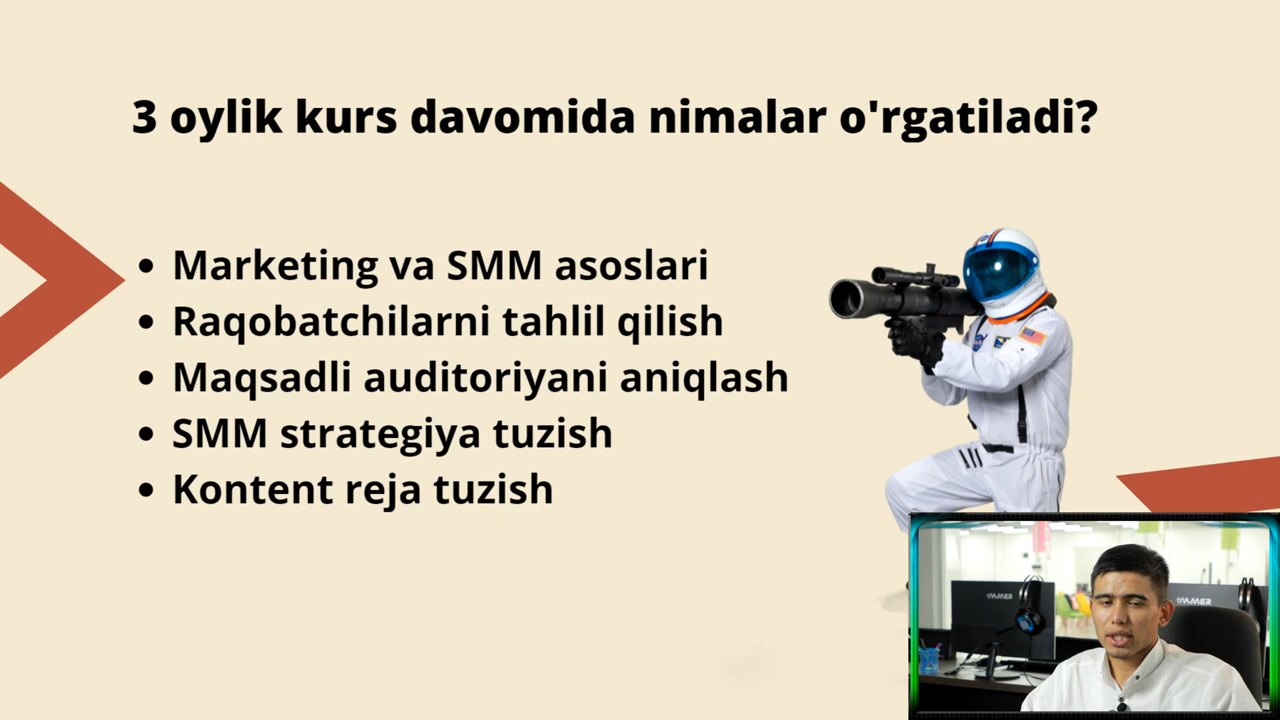 3 oylik kurs davomida nimalar o'rgatiladi?
Marketing va SMM asoslari
Raqobatchilarni tahlil qilish
Maqsadli auditoriyani aniqlash
SMM strategiya tuzish
Kontent reja tuzish